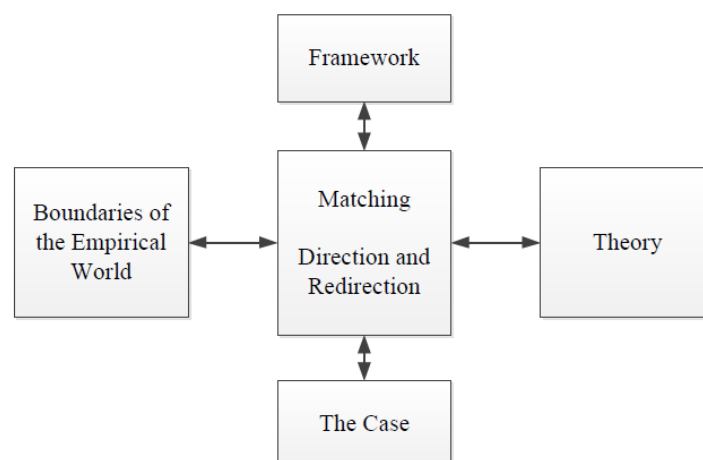 Framework
Boundaries of
the Empirical
World
Matching
Direction and
Redirection
Theory
The Case